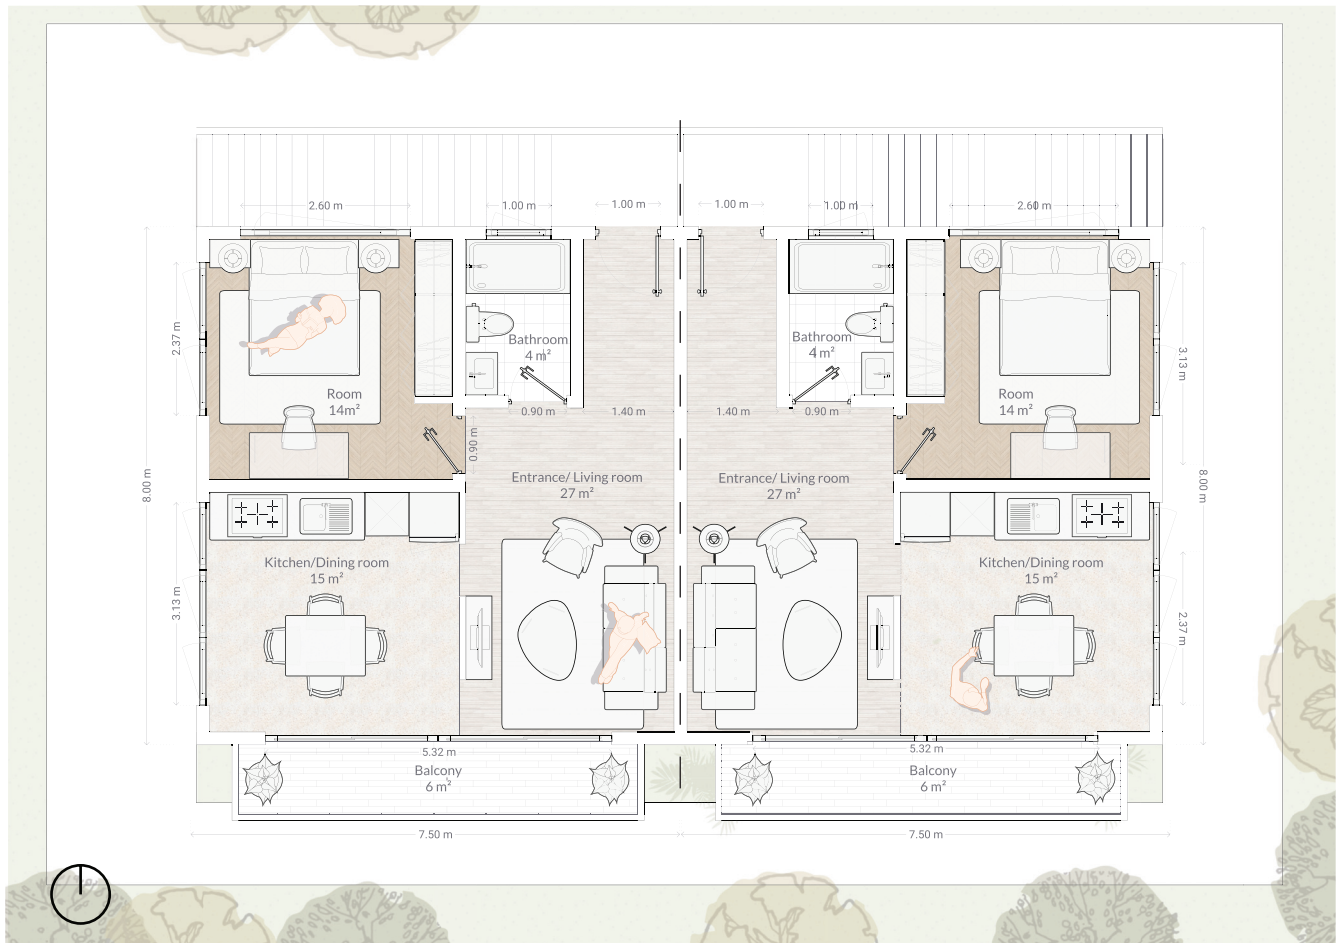 2.60 m
1.00 m
1.00 m
1.00 m
1.00 m
2.60 m
2.37 m
Bathroom
4 m²
Bathroom
4 m²
3.13 m
Room
14m²
Room
14 m²
0.90 m
1.40 m
1.40 m
0.90 m
0.90 m
8.00 m
Entrance/ Living room
27 m²
Entrance/ Living room
27 m²
8.00 m
Kitchen/Dining room
15 m²
Kitchen/Dining room
15 m²
3.13 m
2.37 m
5.32 m
5.32 m
Balcony
6 m²
Balcony
6 m²
7.50 m
7.50 m